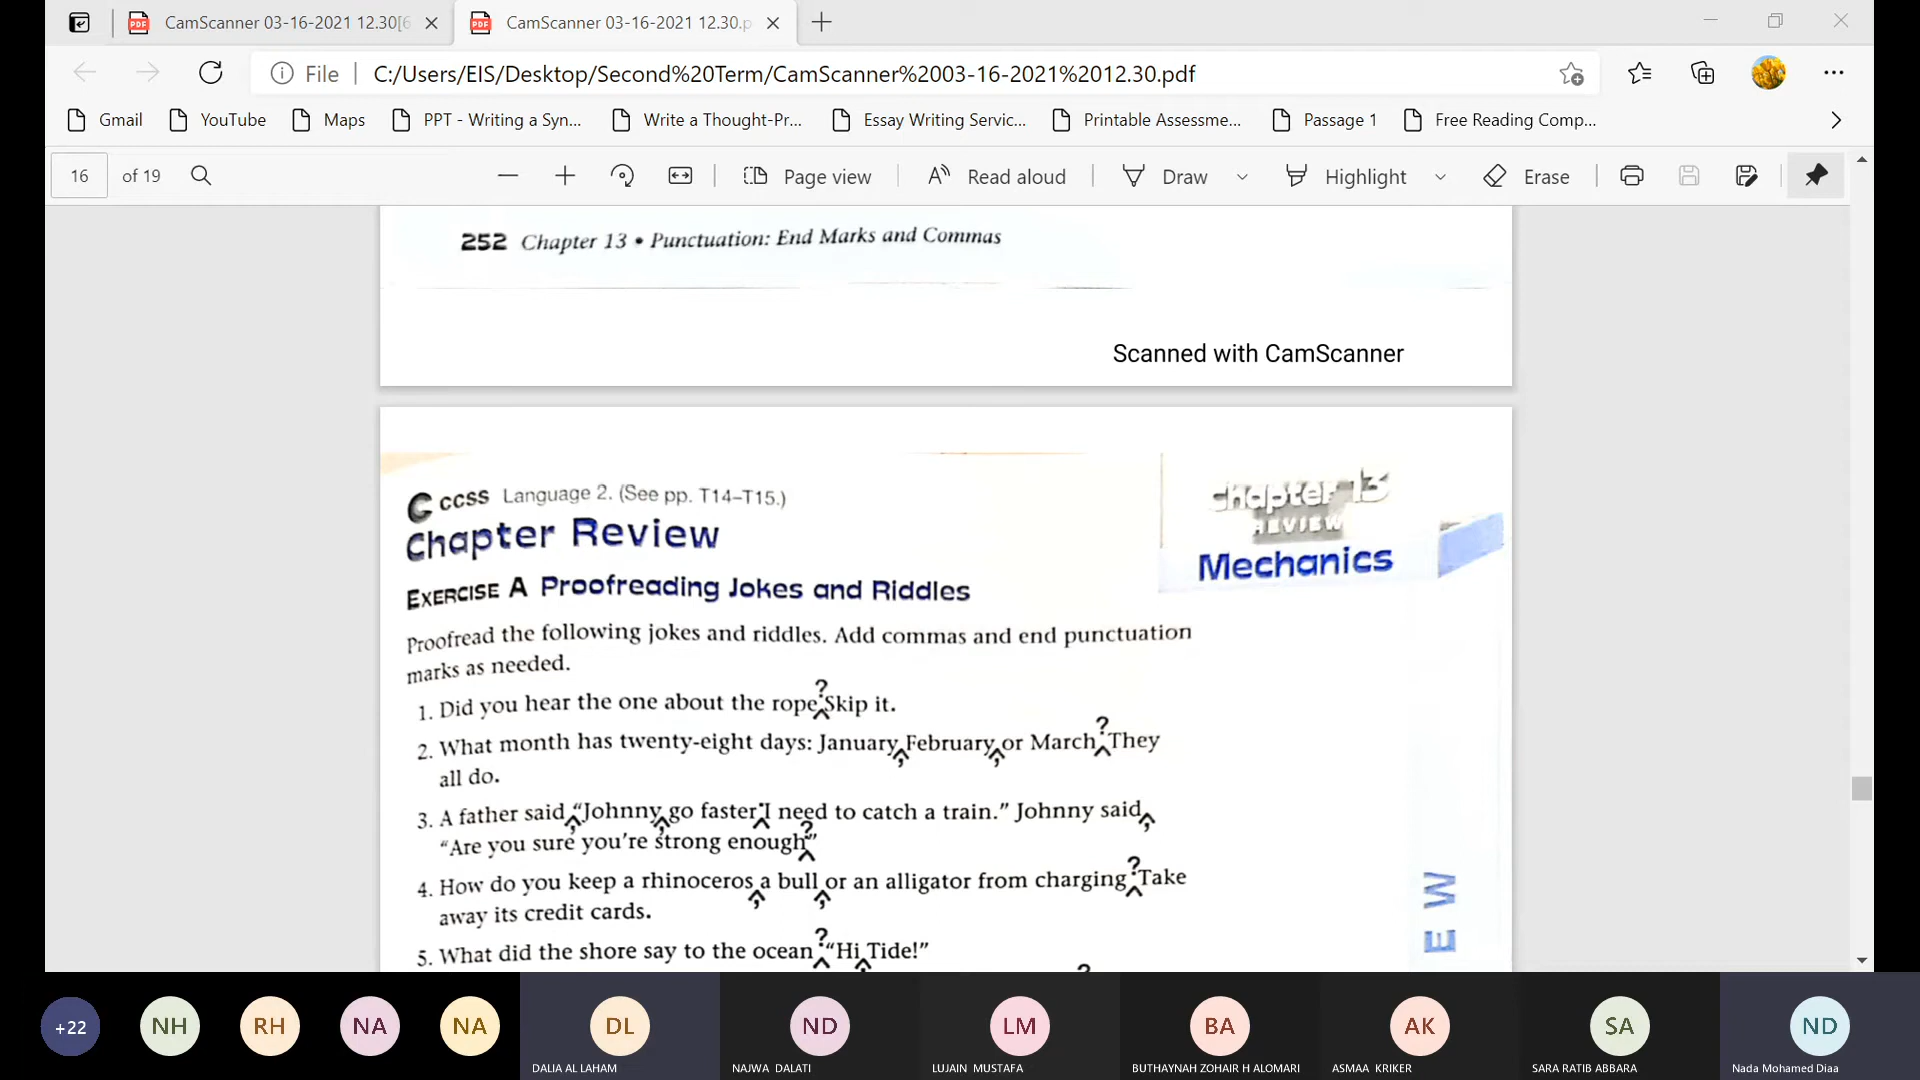 CamScanner 03-16-2021 12.30[6
CamScanner 03-16-2021 12.30.p
File
C:/Users/EIS/Desktop/Second%20Term/CamScanner%2003-16-2021%2012.30.pdf
Gmail
YouTube
Maps
PPT - Writing a Syn...
Write a Thought-Pr...
Essay Writing Servic...
Printable Assessme...
Passage 1
Free Reading Comp...
16 of 19
Page view
Read aloud
Draw
Highlight
Erase
252 Chapter 13 • Punctuation: End Marks and Commas
Scanned with CamScanner
CCSS Language 2. (See pp. T14–T15.)
Chapter Review
Chapter 13
REVIEW
Mechanics
EXERCISE A Proofreading Jokes and Riddles
Proofread the following jokes and riddles. Add commas and end punctuation
marks as needed.
1. Did you hear the one about the rope? Skip it.
2. What month has twenty-eight days: January, February, or March? They
all do.
3. A father said, “Johnny, go faster. I need to catch a train.” Johnny said,
“Are you sure you’re strong enough?”
4. How do you keep a rhinoceros, a bull, or an alligator from charging? Take
away its credit cards.
5. What did the shore say to the ocean? “Hi, Tide!”
E W
+22
NH
RH
NA
NA
DL
DALIA AL LAHAM
ND
NAJWA DALATI
LM
LUJAIN MUSTAFA
BA
BUTHAYNAH ZOHAIR H ALOMARI
AK
ASMAA KRIKER
SA
SARA RATIB ABBARA
ND
Nada Mohamed Diaa